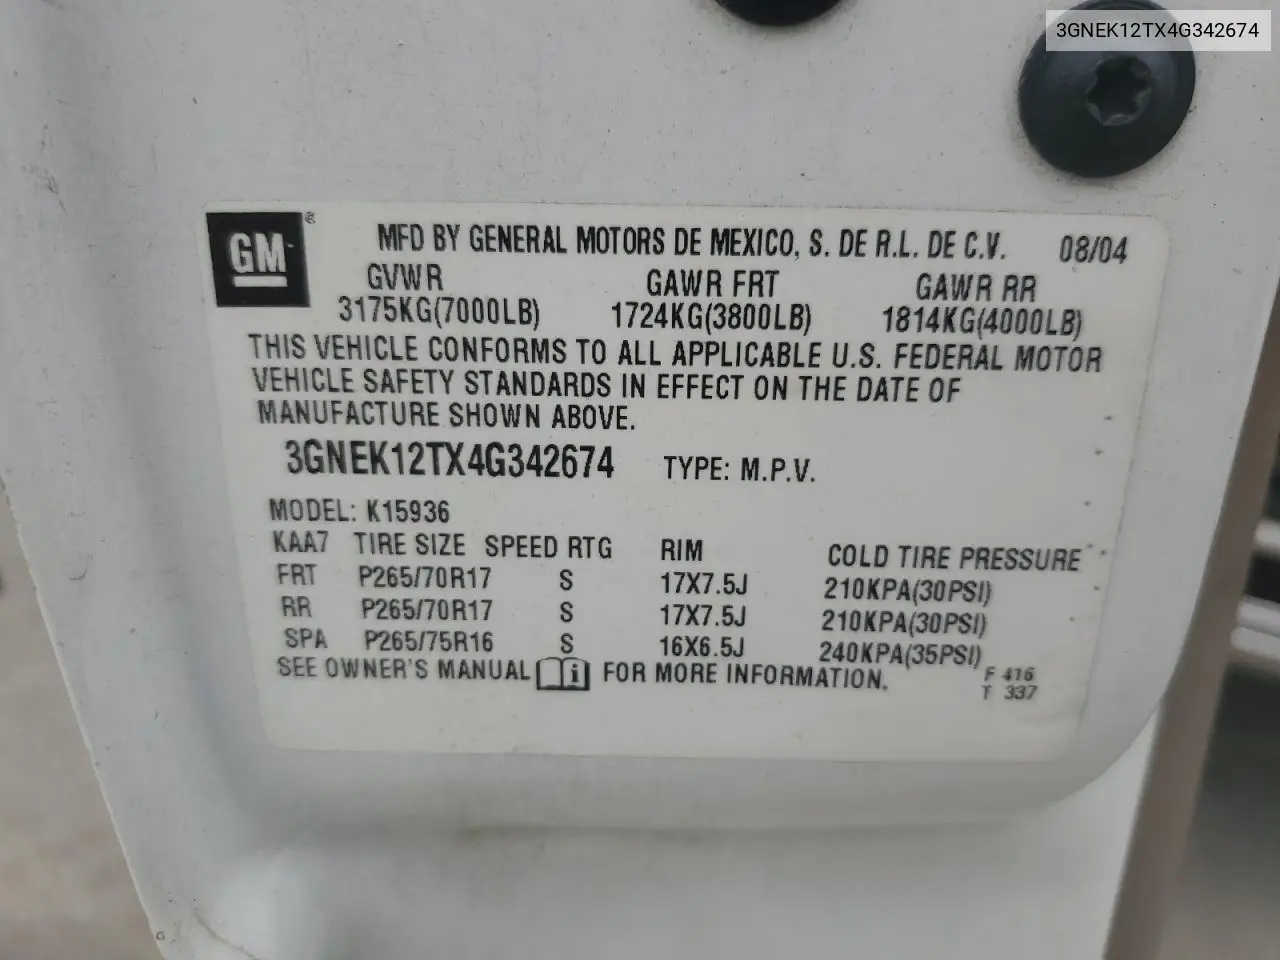 3GNEK12TX4G342674
GM ®
MFD BY GENERAL MOTORS DE MEXICO, S. DE R.L. DE C.V. 08/04
GVWR GAWR FRT GAWR RR
3175KG(7000LB) 1724KG(3800LB) 1814KG(4000LB)
THIS VEHICLE CONFORMS TO ALL APPLICABLE U.S. FEDERAL MOTOR
VEHICLE SAFETY STANDARDS IN EFFECT ON THE DATE OF
MANUFACTURE SHOWN ABOVE.
3GNEK12TX4G342674 TYPE: M.P.V.
MODEL: K15936
KAA7 TIRE SIZE SPEED RTG RIM COLD TIRE PRESSURE
FRT P265/70R17 S 17X7.5J 210KPA(30PSI)
RR P265/70R17 S 17X7.5J 210KPA(30PSI)
SPA P265/75R16 S 16X6.5J 240KPA(35PSI)
SEE OWNER'S MANUAL i FOR MORE INFORMATION.
F 416
T 337